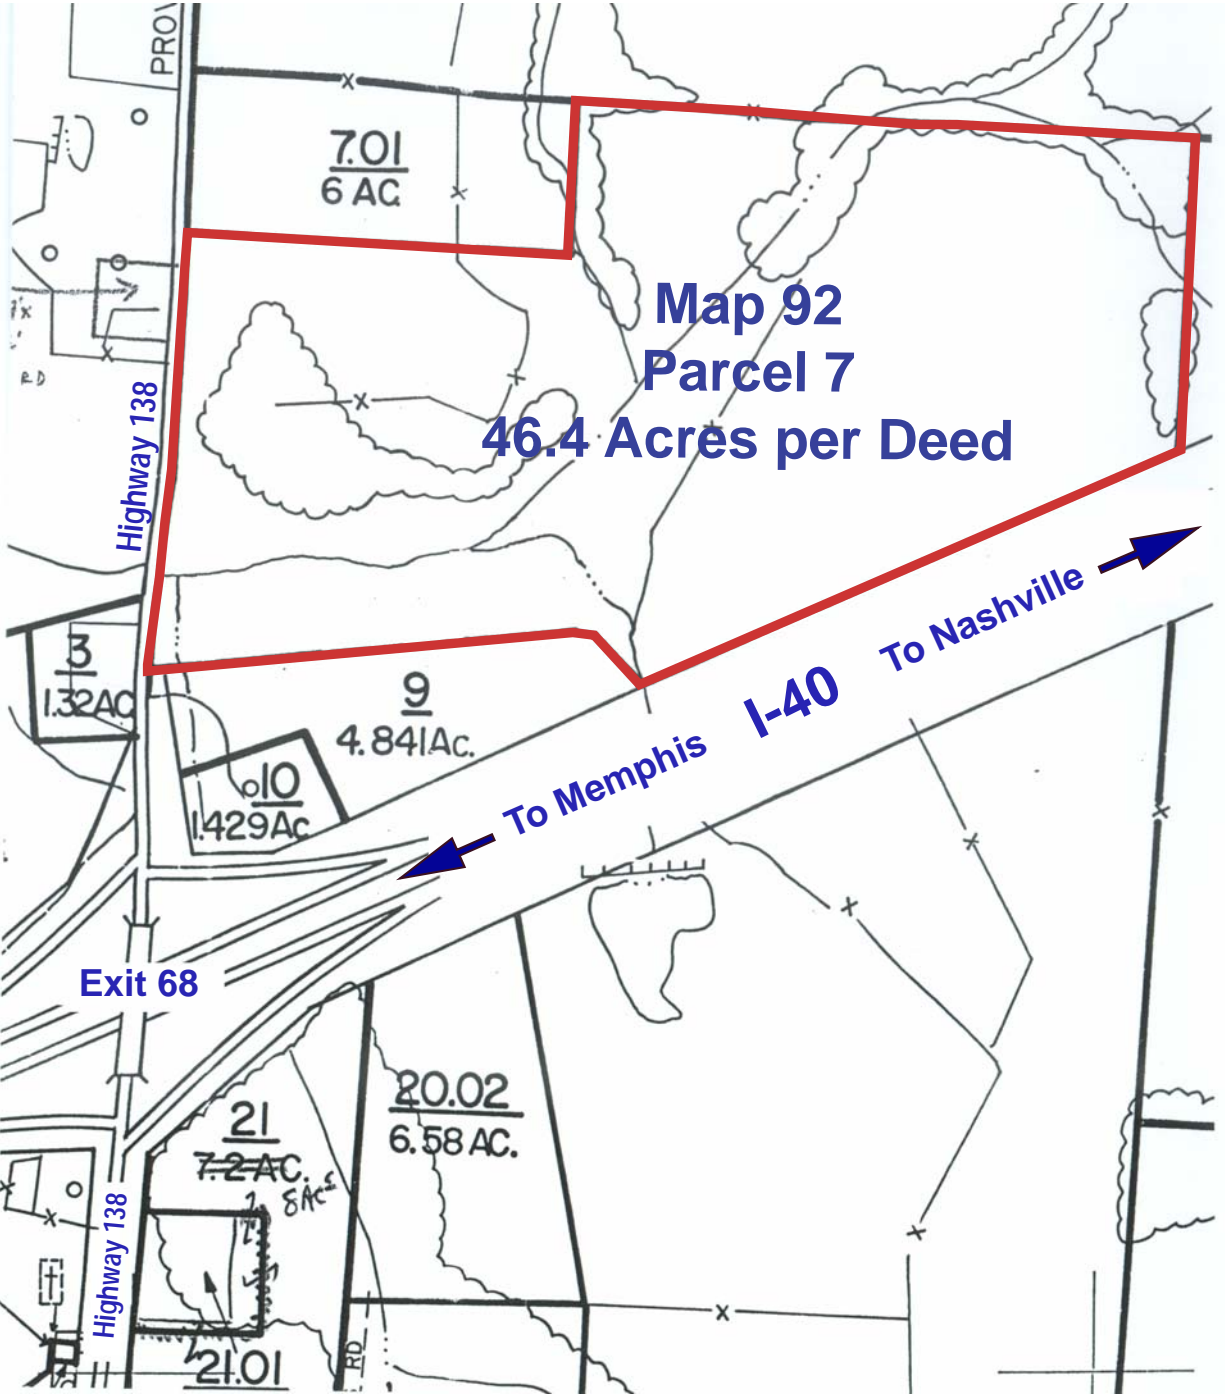 PROV
7.01
6 AC.
Map 92
Parcel 7
46.4 Acres per Deed
RD
Highway 138
To Nashville
I-40
To Memphis
3
1.32AC
9
4.841Ac.
10
1.429Ac
Exit 68
20.02
6.58 AC.
21
7.2 AC.
8 Acs
Highway 138
21.01
RD